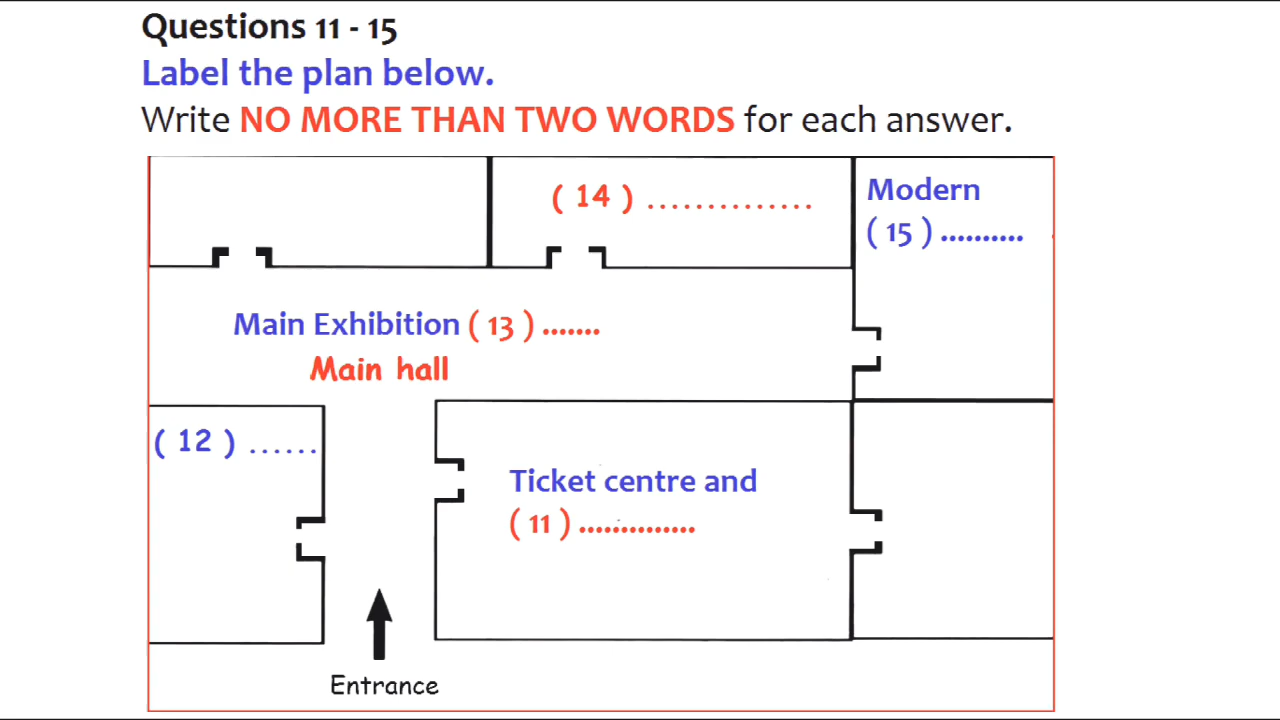 Questions 11 - 15
Label the plan below.
Write NO MORE THAN TWO WORDS for each answer.
( 14 ) ..............
Modern
( 15 ) ..........
Main Exhibition ( 13 ) .......
Main hall
( 12 ) ......
Ticket centre and
( 11 ) ..............
Entrance